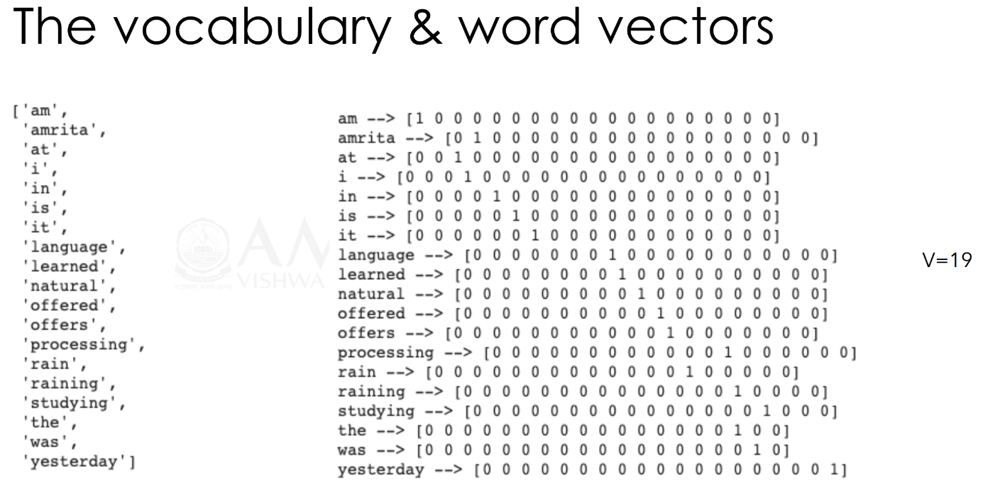 The vocabulary & word vectors
['am',
'amrita',
'at',
'i',
'in',
'is',
'it',
'language',
'learned',
'natural',
'offered',
'offers',
'processing',
'rain',
'raining',
'studying',
'the',
'was',
'yesterday']
VISHWA
am --> [1 0 0 0 0 0 0 0 0 0 0 0 0 0 0 0 0 0 0]
amrita --> [0 1 0 0 0 0 0 0 0 0 0 0 0 0 0 0 0 0 0]
at --> [0 0 1 0 0 0 0 0 0 0 0 0 0 0 0 0 0 0 0]
i --> [0 0 0 1 0 0 0 0 0 0 0 0 0 0 0 0 0 0 0]
in --> [0 0 0 0 1 0 0 0 0 0 0 0 0 0 0 0 0 0 0]
is --> [0 0 0 0 0 1 0 0 0 0 0 0 0 0 0 0 0 0 0]
it --> [0 0 0 0 0 0 1 0 0 0 0 0 0 0 0 0 0 0 0]
language --> [0 0 0 0 0 0 0 1 0 0 0 0 0 0 0 0 0 0 0]
learned --> [0 0 0 0 0 0 0 0 1 0 0 0 0 0 0 0 0 0 0]
natural --> [0 0 0 0 0 0 0 0 0 1 0 0 0 0 0 0 0 0 0]
offered --> [0 0 0 0 0 0 0 0 0 0 1 0 0 0 0 0 0 0 0]
offers --> [0 0 0 0 0 0 0 0 0 0 0 1 0 0 0 0 0 0 0]
processing --> [0 0 0 0 0 0 0 0 0 0 0 0 1 0 0 0 0 0 0]
rain --> [0 0 0 0 0 0 0 0 0 0 0 0 0 1 0 0 0 0 0]
raining --> [0 0 0 0 0 0 0 0 0 0 0 0 0 0 1 0 0 0 0]
studying --> [0 0 0 0 0 0 0 0 0 0 0 0 0 0 0 1 0 0 0]
the --> [0 0 0 0 0 0 0 0 0 0 0 0 0 0 0 0 1 0 0]
was --> [0 0 0 0 0 0 0 0 0 0 0 0 0 0 0 0 0 1 0]
yesterday --> [0 0 0 0 0 0 0 0 0 0 0 0 0 0 0 0 0 0 1]
V=19